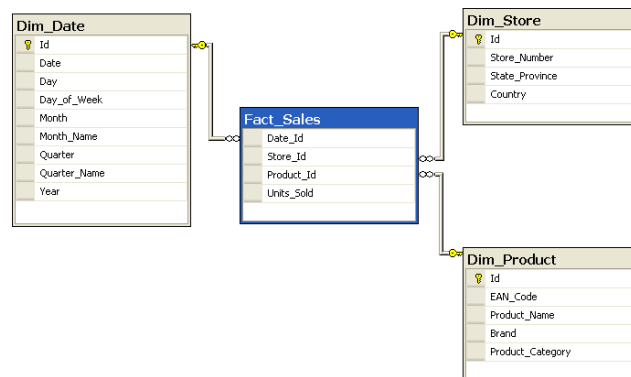 Dim_Date
Id
Date
Day
Day_of_Week
Month
Month_Name
Quarter
Quarter_Name
Year
Fact_Sales
Date_Id
Store_Id
Product_Id
Units_Sold
Dim_Store
Id
Store_Number
State_Province
Country
Dim_Product
Id
EAN_Code
Product_Name
Brand
Product_Category